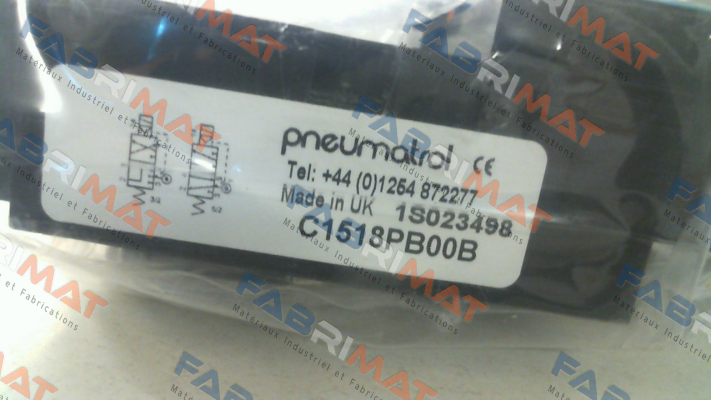 pneumatrol CE
Tel: +44 (0)1254 872277
Made in UK 1S023498
C1518PB00B
FABRIMAT
Matériaux Industriel et Fabrications